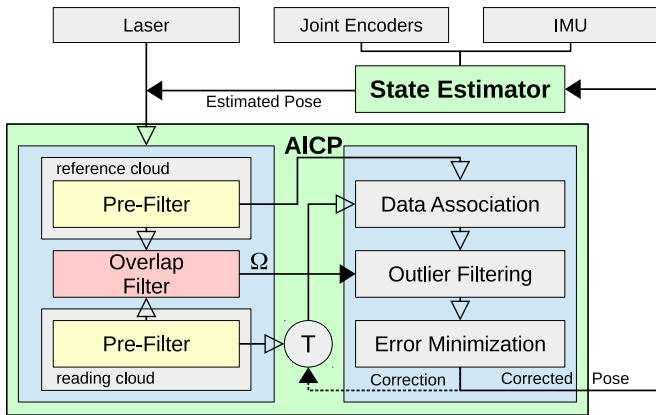 Laser
Joint Encoders
IMU
State Estimator
Estimated Pose
AICP
reference cloud
Pre-Filter
Data Association
Overlap
Filter
Ω
Outlier Filtering
Pre-Filter
reading cloud
T
Error Minimization
Correction
Corrected Pose